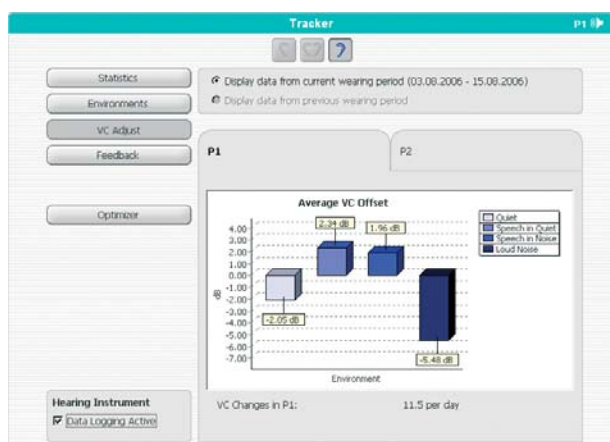 Tracker
P1
Statistics
Environments
VC Adjust
Feedback
Optimizer
Display data from current wearing period (03.08.2006 - 15.08.2006)
Display data from previous wearing period
P1
P2
Average VC Offset
4.00
3.00
2.00
1.00
0.00
-1.00
-2.00
-3.00
-4.00
-5.00
-6.00
-7.00
dB
-2.05 dB
2.34 dB
1.96 dB
-5.48 dB
Environment
Quiet
Speech in Quiet
Speech in Noise
Loud Noise
Hearing Instrument
Data Logging Active
VC Changes in P1: 11.5 per day